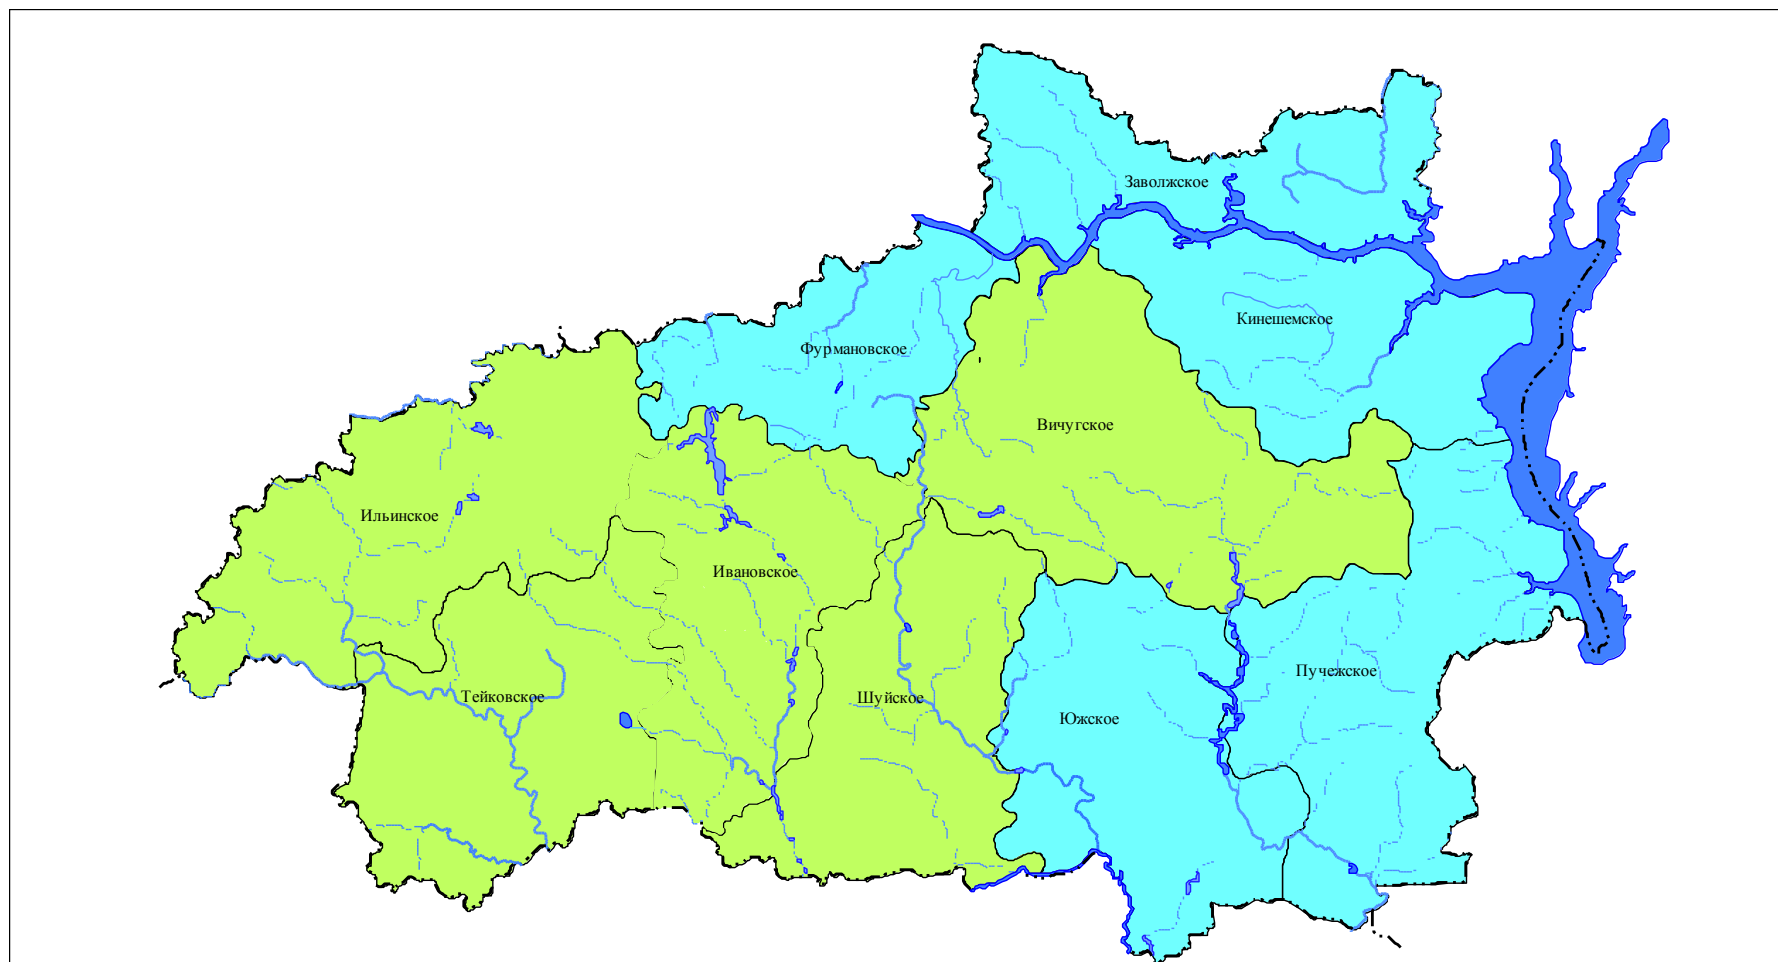 Заволжское
Кинешемское
Фурмановское
Вичугское
Ильинское
Ивановское
Пучежское
Тейковское
Шуйское
Южское